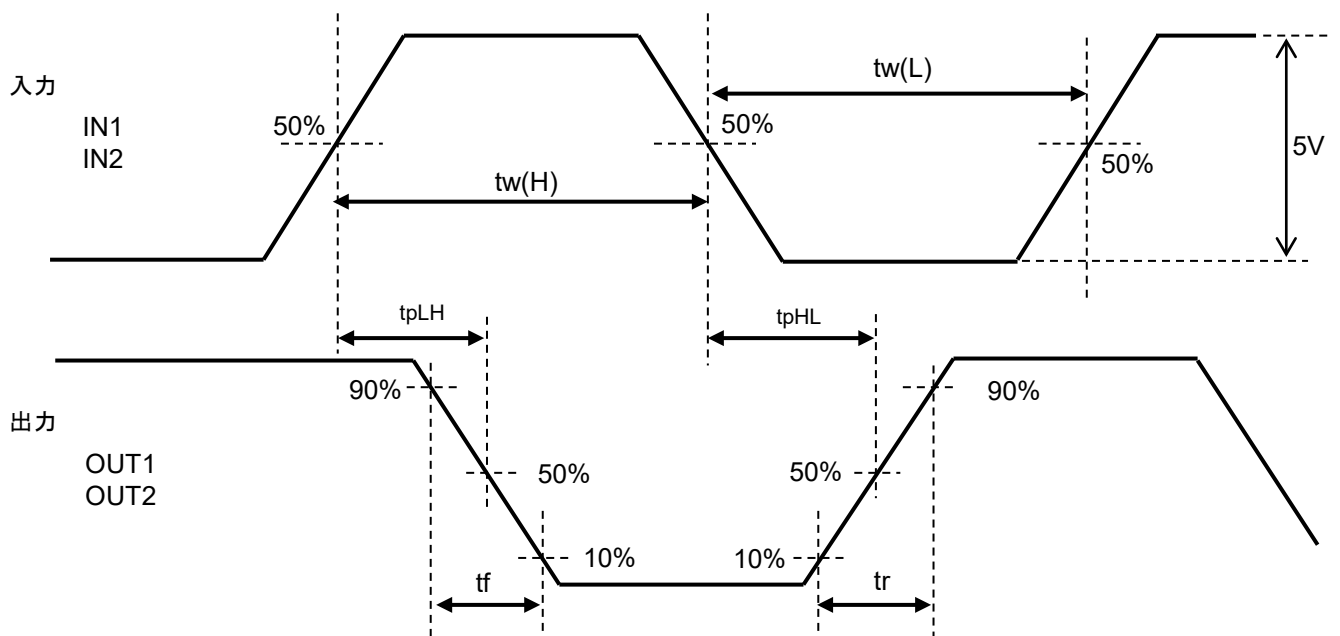 入力
IN1
IN2
50%
50%
50%
tw(H)
tw(L)
5V
tpLH
tpHL
出力
OUT1
OUT2
90%
50%
10%
90%
50%
10%
tf
tr